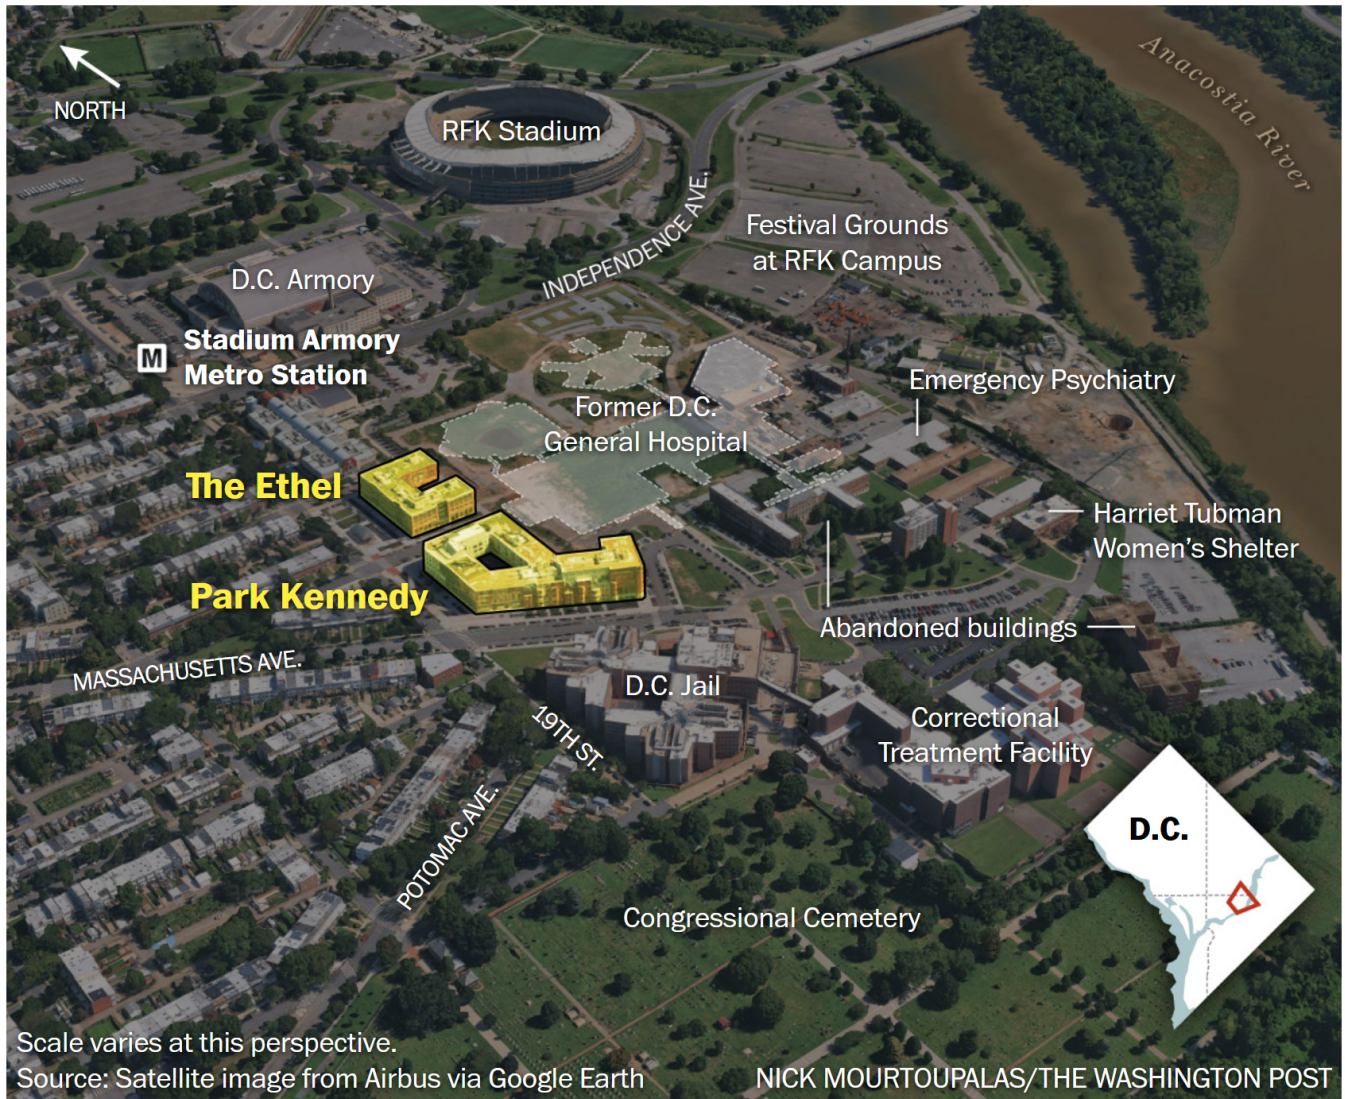 NORTH
RFK Stadium
Anacostia River
INDEPENDENCE AVE.
Festival Grounds
at RFK Campus
D.C. Armory
M
Stadium Armory
Metro Station
Emergency Psychiatry
Former D.C.
General Hospital
The Ethel
Harriet Tubman
Women's Shelter
Park Kennedy
Abandoned buildings
MASSACHUSETTS AVE.
D.C. Jail
19TH ST.
Correctional
Treatment Facility
POTOMAC AVE.
D.C.
Congressional Cemetery
Scale varies at this perspective.
Source: Satellite image from Airbus via Google Earth
NICK MOURTOUPALAS/THE WASHINGTON POST